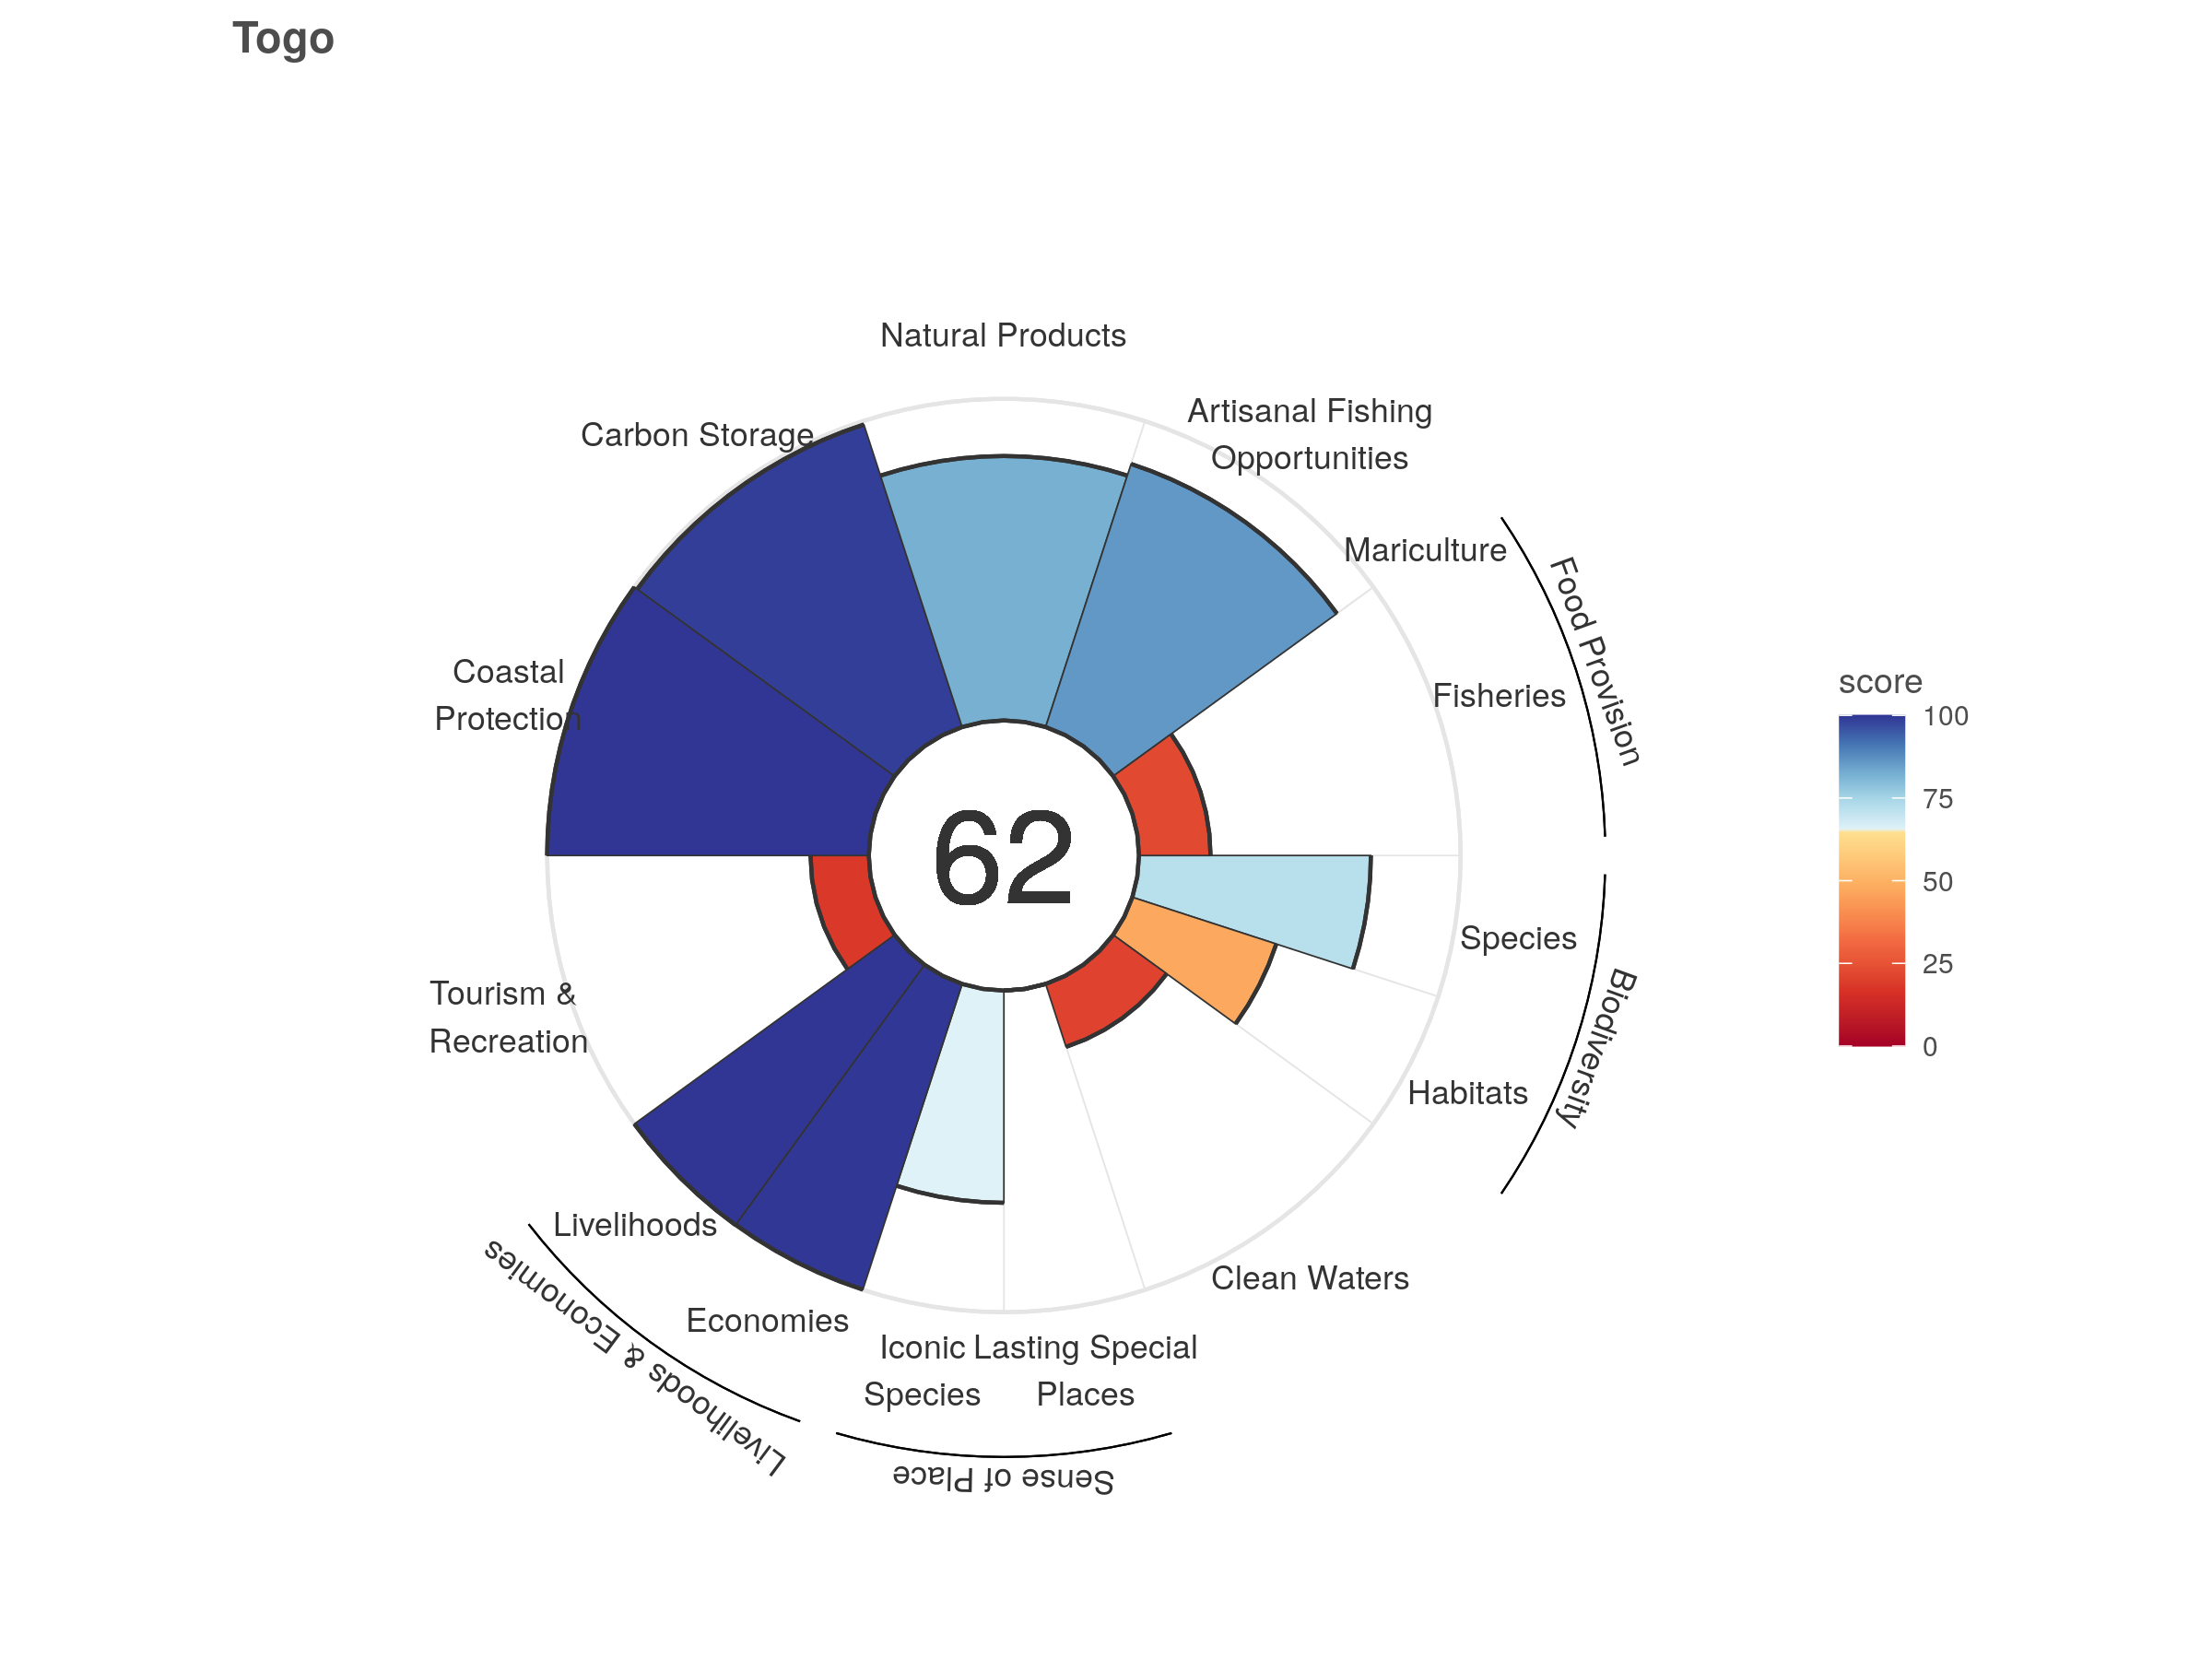 Togo
Natural Products
Artisanal Fishing
Opportunities
Carbon Storage
Mariculture
Food Provision
Fisheries
Coastal
Protection
62
score
100
75
50
25
0
Species
Biodiversity
Habitats
Tourism &
Recreation
Livelihoods
Clean Waters
Economies
Livelihoods & Economies
Iconic
Species
Lasting Special
Places
Sense of Place